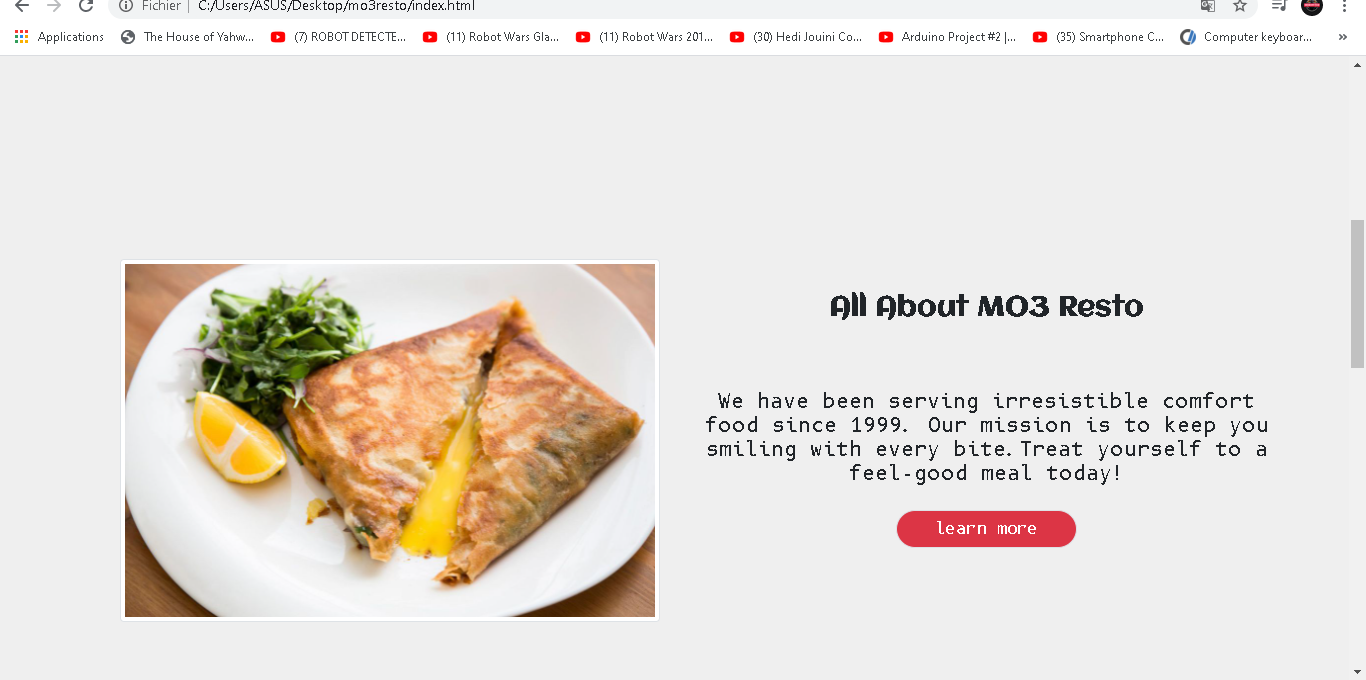 Fichier | C:/Users/ASUS/Desktop/mo3resto/index.html
Applications The House of Yahw... (7) ROBOT DETECTE... (11) Robot Wars Gla... (11) Robot Wars 201... (30) Hedi Jouini Co... Arduino Project #2 |... (35) Smartphone C... Computer keyboar... »
All About MO3 Resto
We have been serving irresistible comfort
food since 1999. Our mission is to keep you
smiling with every bite.Treat yourself to a
feel-good meal today!
learn more